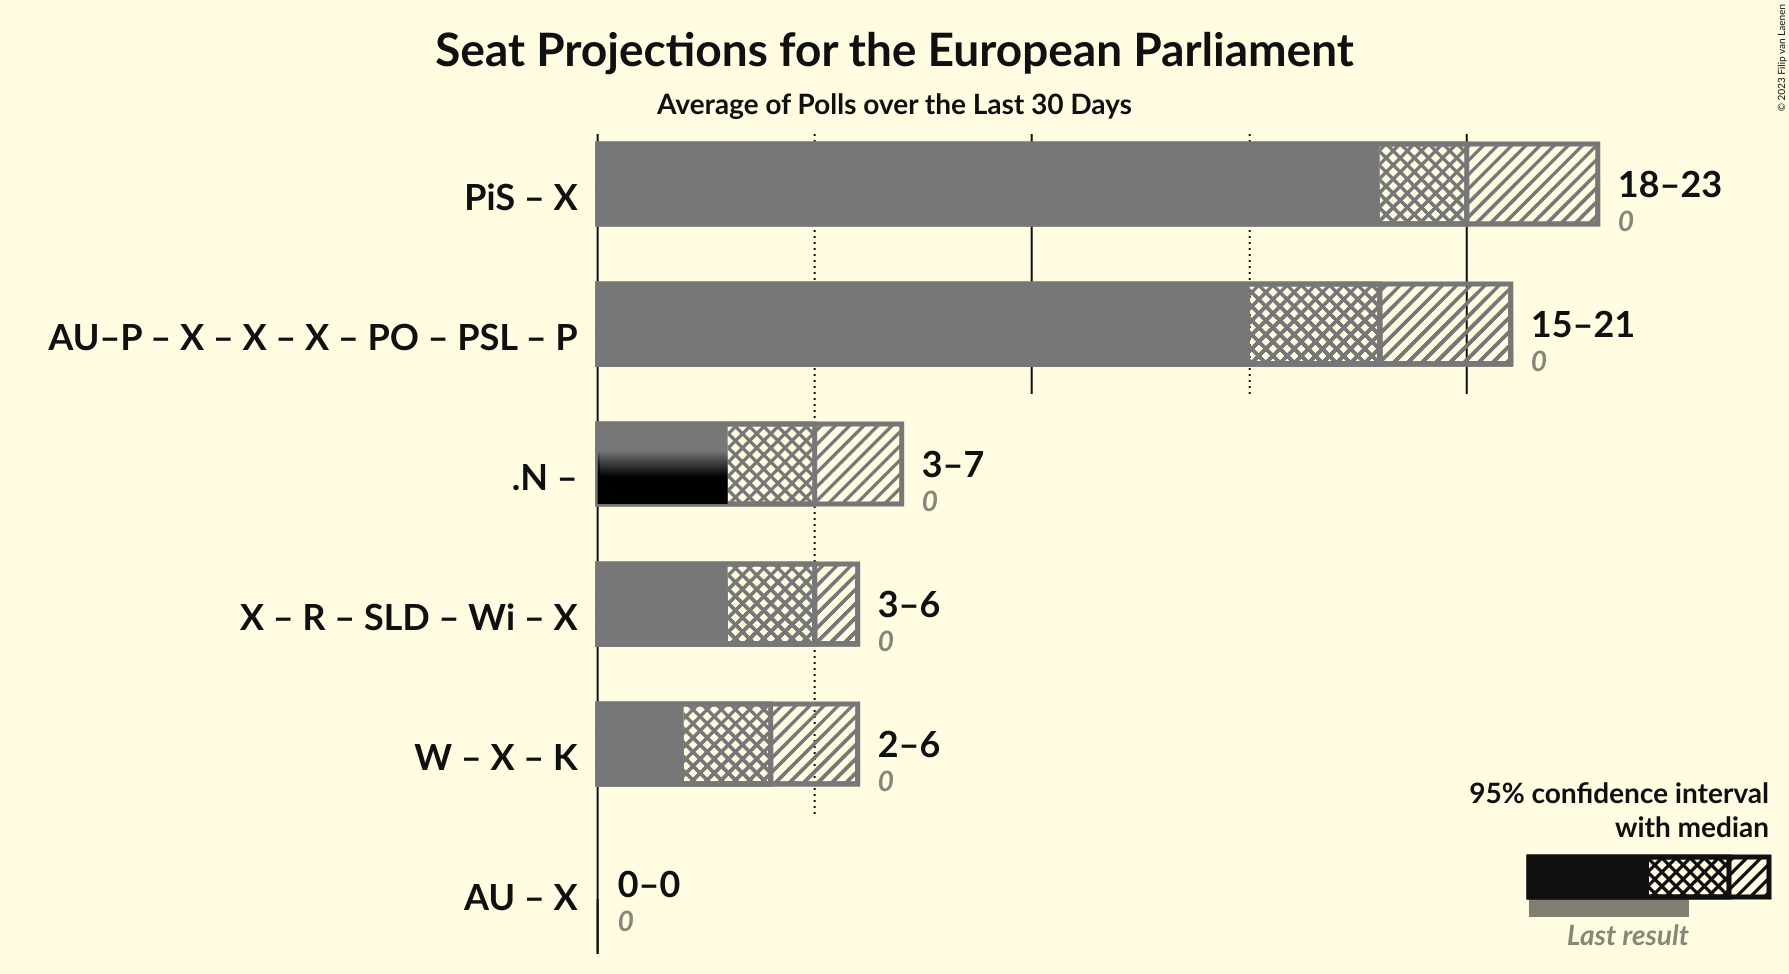 Seat Projections for the European Parliament
Average of Polls over the Last 30 Days
© 2023 Filip van Laenen
PiS – X
18–23
0
AU–P – X – X – X – PO – PSL – P
15–21
0
.N –
3–7
0
X – R – SLD – Wi – X
3–6
0
W – X – K
2–6
0
AU – X
0–0
0
95% confidence interval
with median
Last result